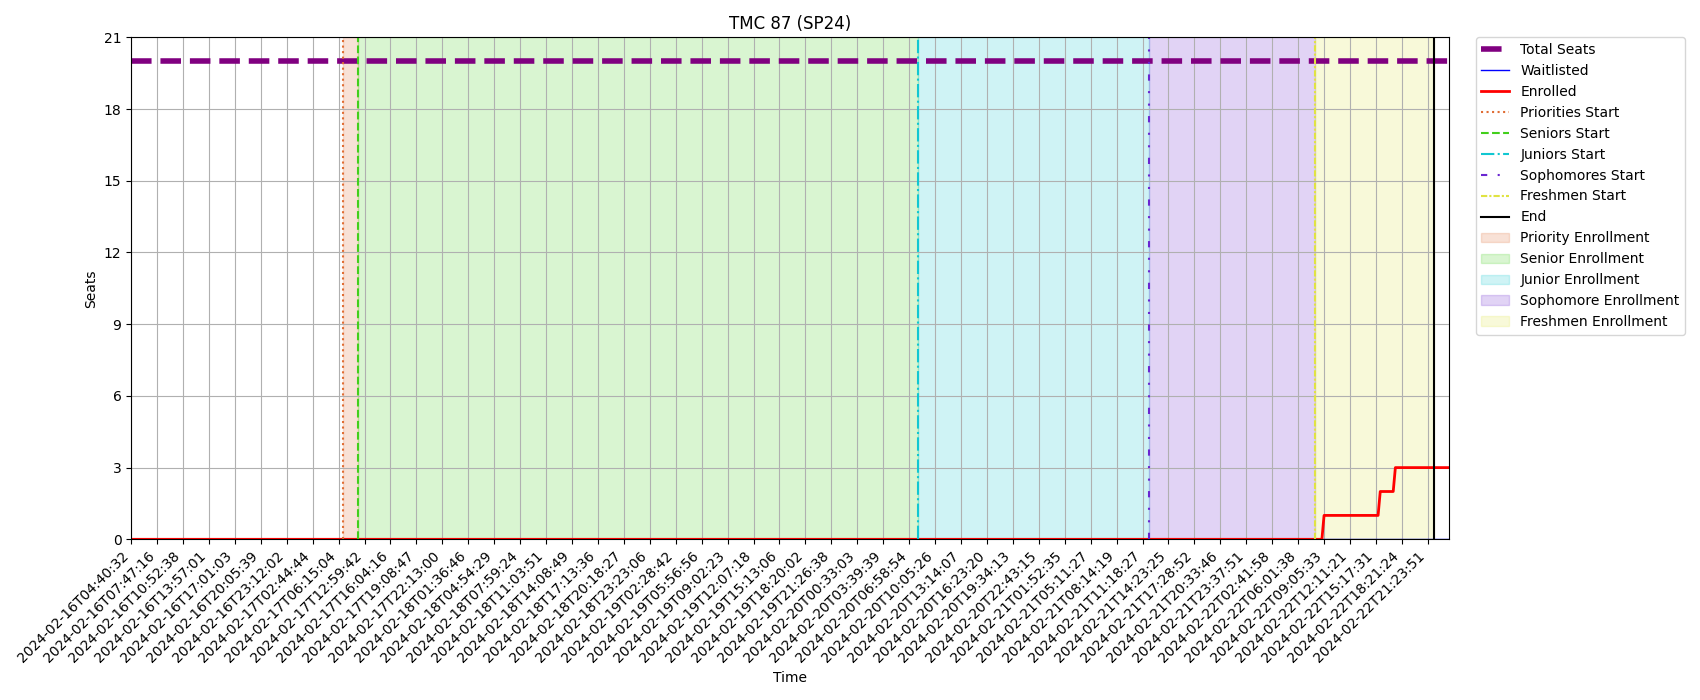 TMC 87 (SP24)
21
18
15
12
9
6
3
0
Seats
2024-02-16T04:40:32
2024-02-16T07:47:16
2024-02-16T10:52:38
2024-02-16T13:57:01
2024-02-16T17:01:03
2024-02-16T20:05:39
2024-02-16T23:12:02
2024-02-17T02:44:44
2024-02-17T06:15:04
2024-02-17T12:59:42
2024-02-17T16:04:16
2024-02-17T19:08:47
2024-02-17T22:13:00
2024-02-18T01:36:46
2024-02-18T04:54:29
2024-02-18T07:59:24
2024-02-18T11:03:51
2024-02-18T14:08:49
2024-02-18T17:13:36
2024-02-18T20:18:27
2024-02-18T23:23:06
2024-02-19T02:28:42
2024-02-19T05:56:56
2024-02-19T09:02:23
2024-02-19T12:07:18
2024-02-19T15:13:06
2024-02-19T18:20:02
2024-02-19T21:26:38
2024-02-20T00:33:03
2024-02-20T03:39:39
2024-02-20T06:58:54
2024-02-20T10:05:26
2024-02-20T13:14:07
2024-02-20T16:23:20
2024-02-20T19:34:13
2024-02-20T22:43:15
2024-02-21T01:52:35
2024-02-21T05:11:27
2024-02-21T08:14:19
2024-02-21T11:18:27
2024-02-21T14:23:25
2024-02-21T17:28:52
2024-02-21T20:33:46
2024-02-21T23:37:51
2024-02-22T02:41:58
2024-02-22T06:01:38
2024-02-22T09:05:33
2024-02-22T12:11:21
2024-02-22T15:17:31
2024-02-22T18:21:24
2024-02-22T21:23:51
Time
Total Seats
Waitlisted
Enrolled
Priorities Start
Seniors Start
Juniors Start
Sophomores Start
Freshmen Start
End
Priority Enrollment
Senior Enrollment
Junior Enrollment
Sophomore Enrollment
Freshmen Enrollment